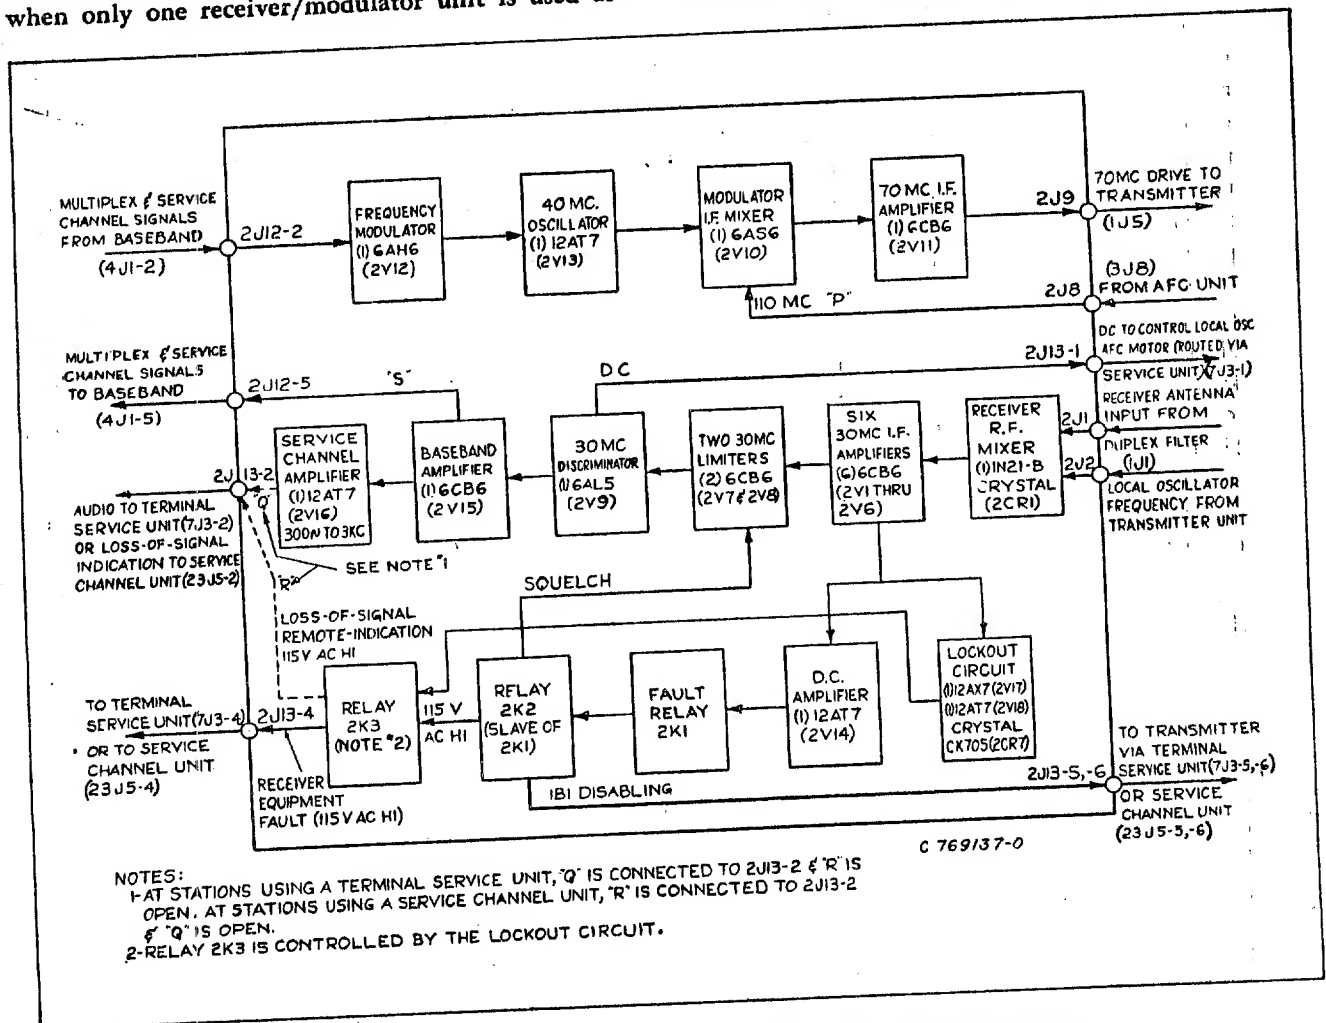 when only one receiver/modulator unit is used
MULTIPLEX & SERVICE
CHANNEL SIGNALS
FROM BASEBAND
(4J1-2)
2J12-2
FREQUENCY
MODULATOR
(1) 6AH6
(2V12)
40 MC.
OSCILLATOR
(1) 12AT7
(2V13)
MODULATOR
I.F. MIXER
(1) 6AS6
(2V10)
70 MC I.F.
AMPLIFIER
(1) 6CB6
(2V11)
2J9
70MC DRIVE TO
TRANSMITTER
(1J5)
110 MC "P"
2J8
(3J8)
FROM AFC UNIT
MULTIPLEX & SERVICE
CHANNEL SIGNALS
TO BASEBAND
(4J1-5)
2J12-5
"S"
DC
2J13-1
DC TO CONTROL LOCAL OSC
AFC MOTOR (ROUTED VIA
SERVICE UNIT)(7J3-1)
SERVICE
CHANNEL
AMPLIFIER
(1) 12AT7
(2V16)
300N TO 3KC
BASEBAND
AMPLIFIER
(1) 6CB6
(2V15)
30 MC
DISCRIMINATOR
(1) 6AL5
(2V9)
TWO 30MC
LIMITERS
(2) 6CB6
(2V7 & 2V8)
SIX
30MC I.F.
AMPLIFIERS
(6) 6CB6
(2V1 THRU
2V6)
RECEIVER
R.F.
MIXER
(1) IN21-B
CRYSTAL
(2CR1)
2J1
RECEIVER ANTENNA
INPUT FROM
DUPLEX FILTER
(1J1)
2J2
LOCAL OSCILLATOR
FREQUENCY FROM
TRANSMITTER UNIT
2J13-2
"Q"
AUDIO TO TERMINAL
SERVICE UNIT (7J3-2)
OR LOSS-OF-SIGNAL
INDICATION TO SERVICE
CHANNEL UNIT (23J5-2)
"R"
SEE NOTE #1
SQUELCH
LOSS-OF-SIGNAL
REMOTE-INDICATION
115 V AC HI
TO TERMINAL
SERVICE UNIT (7J3-4)
OR TO SERVICE
CHANNEL UNIT
(23J5-4)
2J13-4
RELAY
2K3
(NOTE #2)
115 V
AC HI
RELAY
2K2
(SLAVE OF
2K1)
FAULT
RELAY
2K1
D.C.
AMPLIFIER
(1) 12AT7
(2V14)
LOCKOUT
CIRCUIT
(1) 12AX7 (2V17)
(1) 12AT7 (2V18)
CRYSTAL
CK705 (2CR7)
RECEIVER
EQUIPMENT
FAULT (115 V AC HI)
1B1 DISABLING
2J13-5,-6
TO TRANSMITTER
VIA TERMINAL
SERVICE UNIT (7J3-5,-6)
OR SERVICE
CHANNEL UNIT
(23J5-5,-6)
C 769137-0
NOTES:
1-AT STATIONS USING A TERMINAL SERVICE UNIT, "Q" IS CONNECTED TO 2J13-2 & "R" IS
OPEN. AT STATIONS USING A SERVICE CHANNEL UNIT, "R" IS CONNECTED TO 2J13-2
& "Q" IS OPEN.
2-RELAY 2K3 IS CONTROLLED BY THE LOCKOUT CIRCUIT.